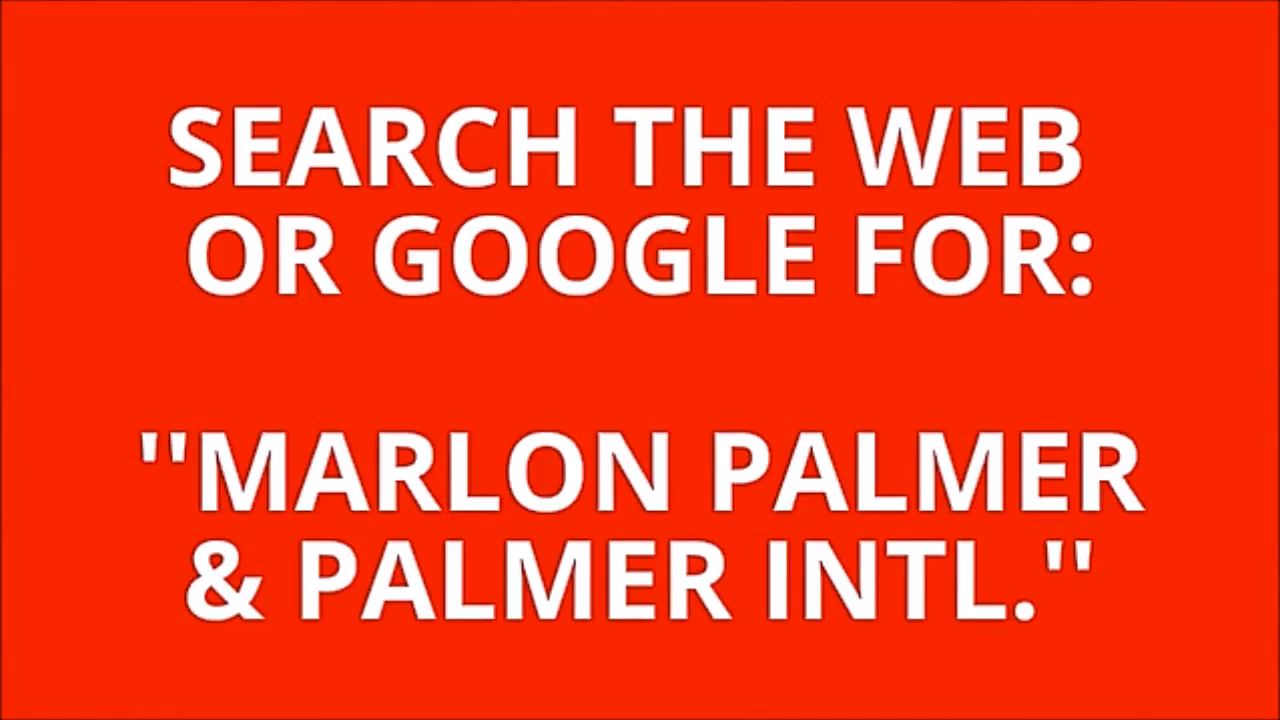 SEARCH THE WEB
OR GOOGLE FOR:
''MARLON PALMER
& PALMER INTL.''